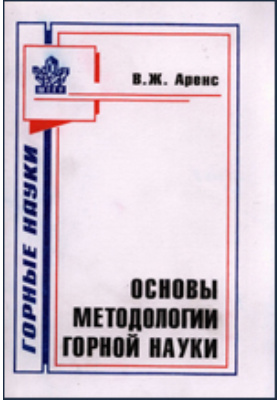 В.Ж. Аренс
ГОРНЫЕ НАУКИ
ОСНОВЫ
МЕТОДОЛОГИИ
ГОРНОЙ НАУКИ